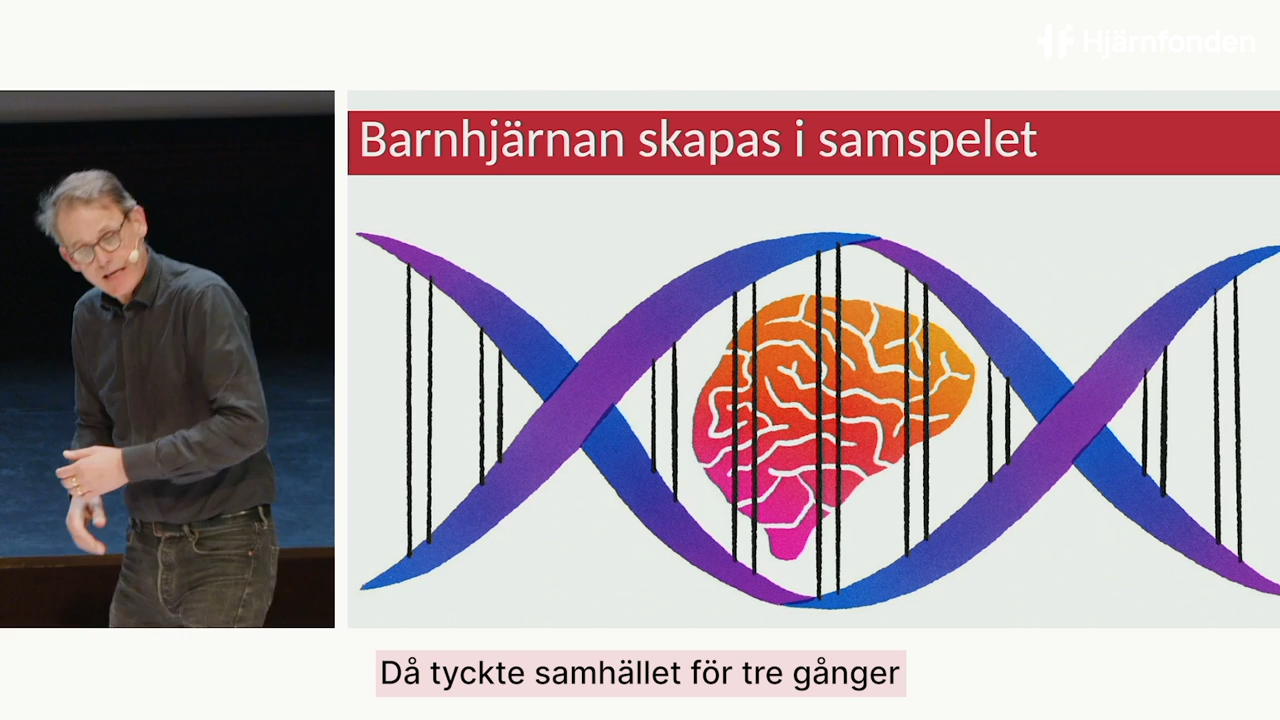 Hjärnfonden
Barnhjärnan skapas i samspelet
Då tyckte samhället för tre gånger